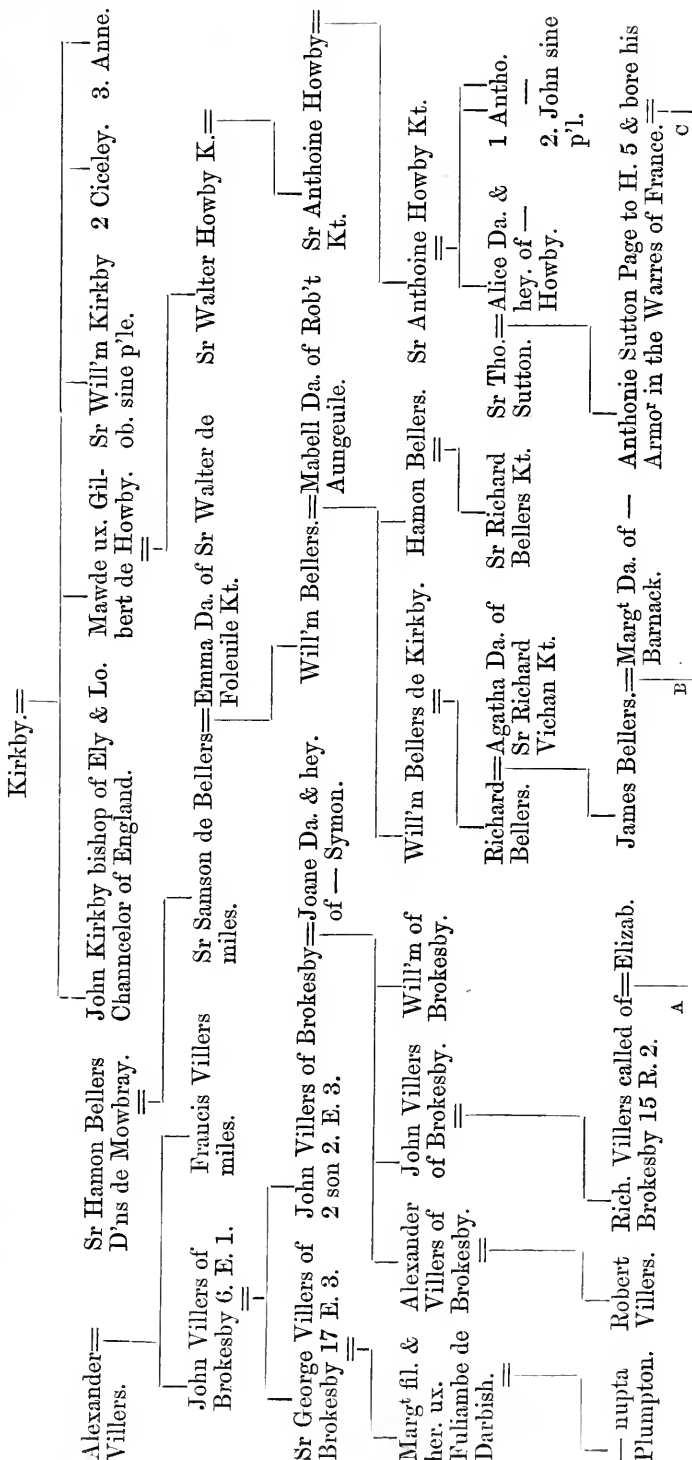 Kirkby.=
Alexander=
Villers.
Sr Hamon Bellers
D'ns de Mowbray.
=
John Kirkby bishop of Ely & Lo.
Channcelor of England.
Mawde ux. Gil-
bert de Howby.
=
Sr Will'm Kirkby
ob. sine p'le.
2 Ciceley.
3. Anne.
John Villers of
Brokesby 6. E. 1.
=
Fraucis Villers
miles.
Sr Samson de Bellers=Emma Da. of Sr Walter de
miles.
Foleuile Kt.
Sr Walter Howby K.=
Sr George Villers of
Brokesby 17 E. 3.
=
John Villers of Brokesby=Joane Da. & hey.
2 son 2. E. 3.
of — Symon.
Will'm Bellers.=Mabell Da. of Rob't
Aungeuile.
Sr Anthoine Howby=
Kt.
Margt fil. &
her. ux.
Fuliambe de
Darbish.
=
Alexander
Villers of
Brokesby.
=
John Villers
of Brokesby.
=
Will'm of
Brokesby.
Will'm Bellers de Kirkby.
=
Hamon Bellers.
=
Sr Anthoine Howby Kt.
=
— nupta
Plumpton.
Robert
Villers.
Rich. Villers called of=Elizab.
Brokesby 15 R. 2.
A
Richard=Agatha Da. of
Bellers.
Sr Richard
Vichan Kt.
Sr Richard
Bellers Kt.
Sr Tho.=Alice Da. &
Sutton.
hey. of —
Howby.
1 Antho.
—
2. John sine
p'l.
James Bellers.=Margt Da. of —
Barnack.
B
Anthonie Sutton Page to H. 5 & bore his
Armor in the Warres of France.=
C